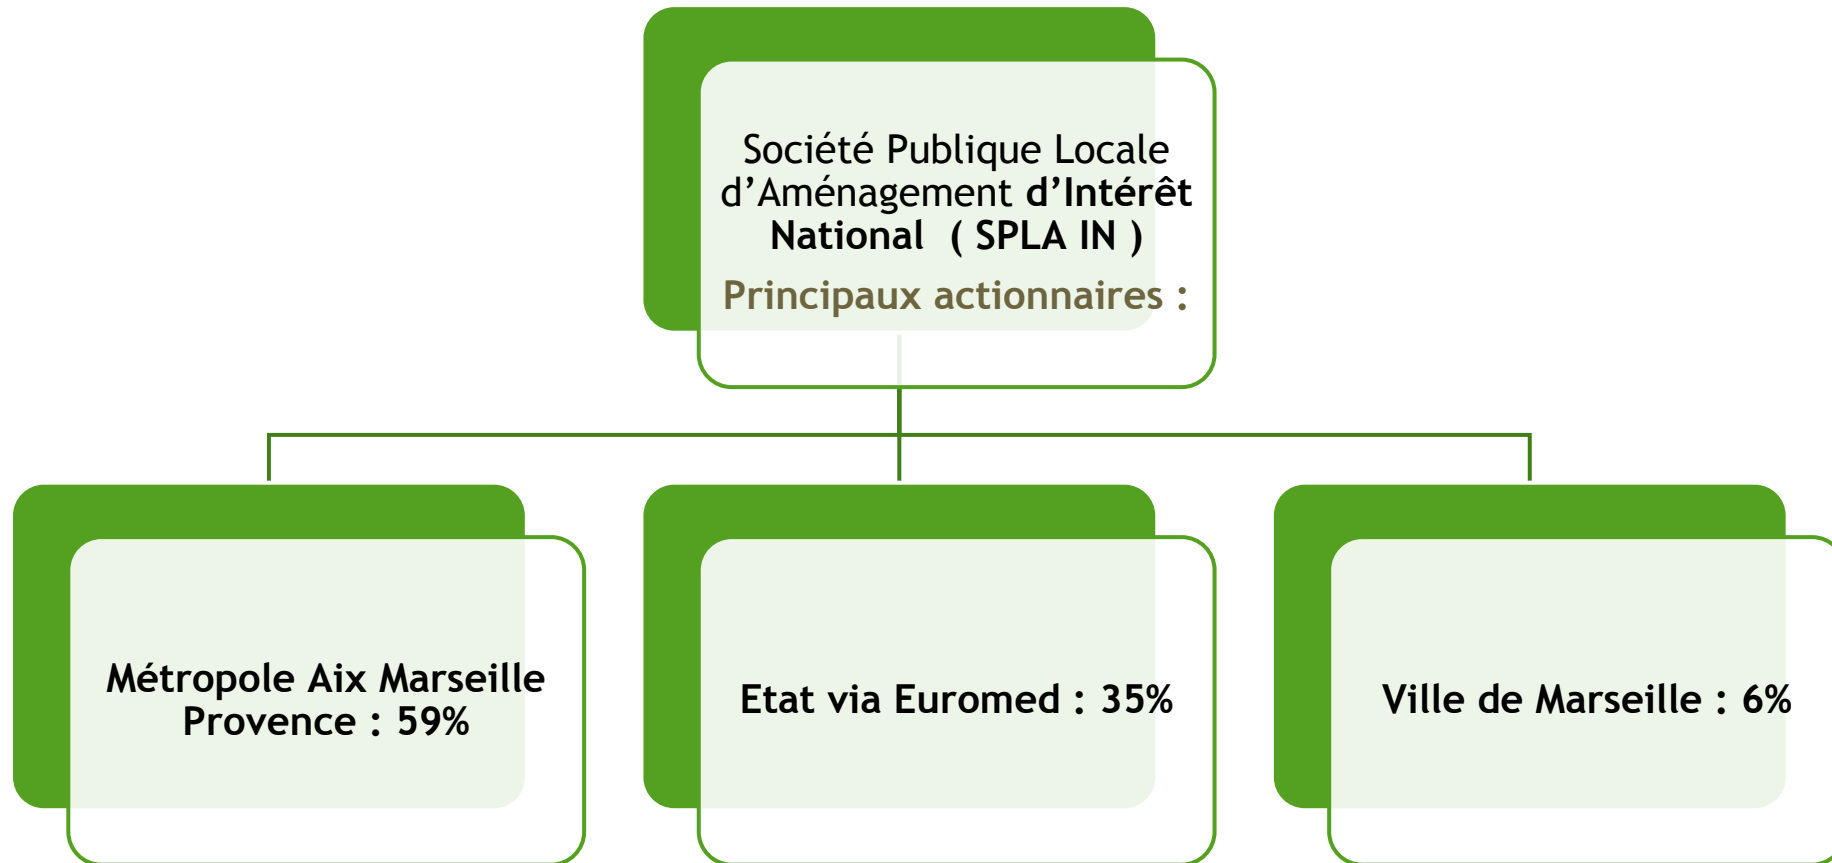 Société Publique Locale
d’Aménagement d’Intérêt
National  ( SPLA IN )
Principaux actionnaires :
Métropole Aix Marseille
Provence : 59%
Etat via Euromed : 35%
Ville de Marseille : 6%